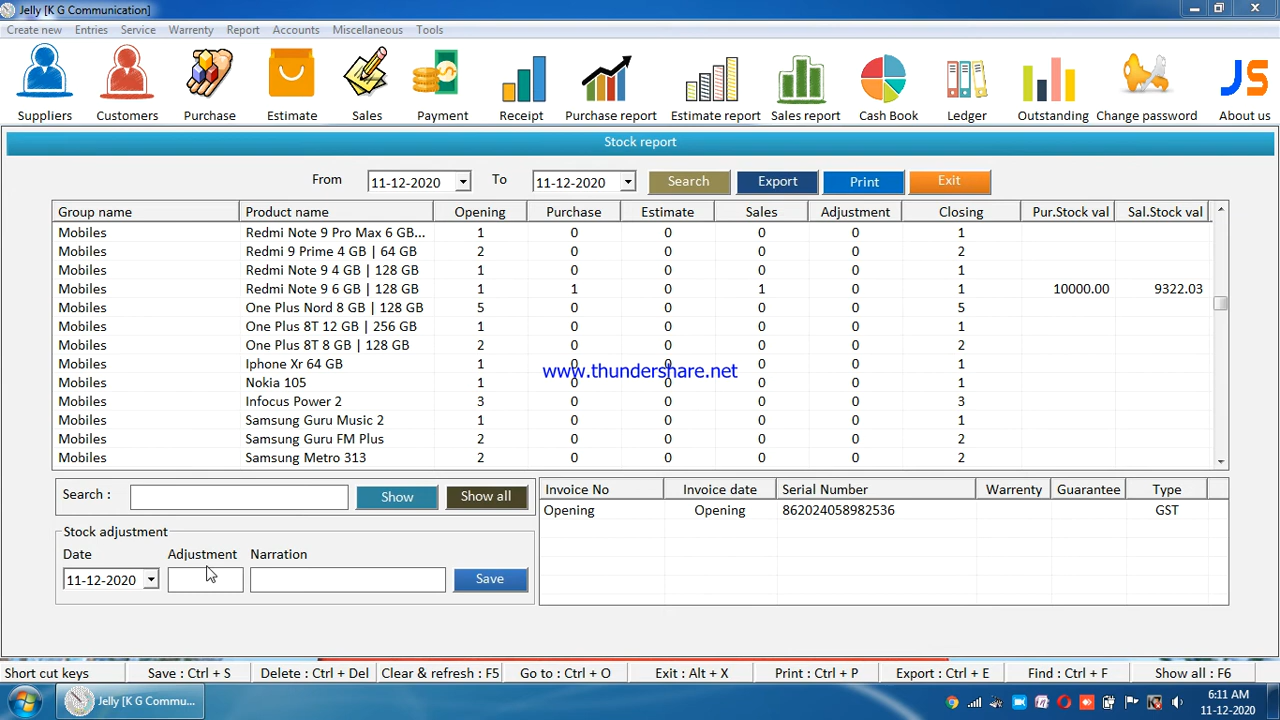 Jelly [K G Communication]
Create new Entries Service Warranty Report Accounts Miscellaneous Tools
Suppliers Customers Purchase Estimate Sales Payment Receipt Purchase report Estimate report Sales report Cash Book Ledger Outstanding Change password About us
Stock report
From 11-12-2020 To 11-12-2020 Search Export Print Exit
Group name Product name Opening Purchase Estimate Sales Adjustment Closing Pur.Stock val Sal.Stock val
Mobiles Redmi Note 9 Pro Max 6 GB... 1 0 0 0 0 1
Mobiles Redmi 9 Prime 4 GB | 64 GB 2 0 0 0 0 2
Mobiles Redmi Note 9 4 GB | 128 GB 1 0 0 0 0 1
Mobiles Redmi Note 9 6 GB | 128 GB 1 1 0 1 0 1 10000.00 9322.03
Mobiles One Plus Nord 8 GB | 128 GB 5 0 0 0 0 5
Mobiles One Plus 8T 12 GB | 256 GB 1 0 0 0 0 1
Mobiles One Plus 8T 8 GB | 128 GB 2 0 0 0 0 2
Mobiles Iphone Xr 64 GB 1 0 0 0 0 1
www.thundershare.net
Mobiles Nokia 105 1 0 0 0 0 1
Mobiles Infocus Power 2 3 0 0 0 0 3
Mobiles Samsung Guru Music 2 1 0 0 0 0 1
Mobiles Samsung Guru FM Plus 2 0 0 0 0 2
Mobiles Samsung Metro 313 2 0 0 0 0 2
Search : Show Show all
Invoice No Invoice date Serial Number Warrenty Guarantee Type
Opening Opening 862024058982536 GST
Stock adjustment
Date Adjustment Narration
11-12-2020 Save
Short cut keys Save : Ctrl + S Delete : Ctrl + Del Clear & refresh : F5 Go to : Ctrl + O Exit : Alt + X Print : Ctrl + P Export : Ctrl + E Find : Ctrl + F Show all : F6
Jelly [K G Commu...
6:11 AM
11-12-2020